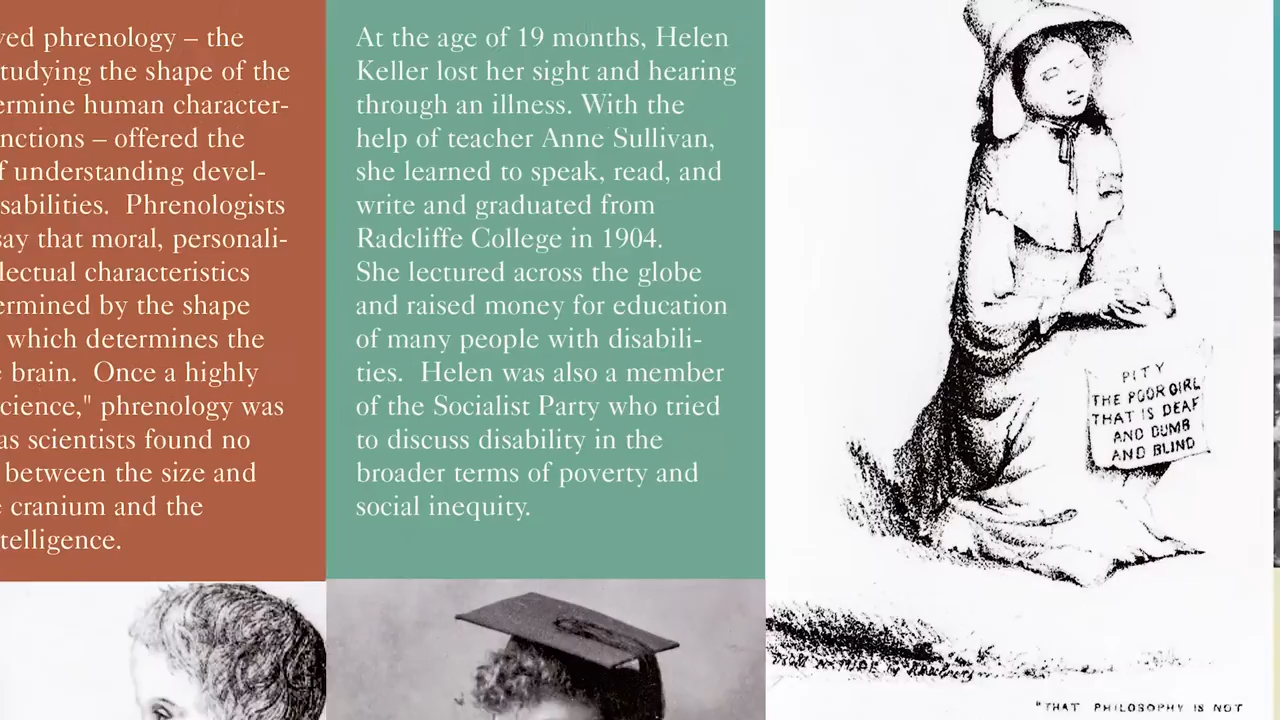 ved phrenology – the
tudying the shape of the
ermine human character-
nctions – offered the
f understanding devel-
sabilities.  Phrenologists
say that moral, personali-
llectual characteristics
ermined by the shape
which determines the
e brain.  Once a highly
cience," phrenology was
as scientists found no
between the size and
e cranium and the
telligence.
At the age of 19 months, Helen
Keller lost her sight and hearing
through an illness. With the
help of teacher Anne Sullivan,
she learned to speak, read, and
write and graduated from
Radcliffe College in 1904.
She lectured across the globe
and raised money for education
of many people with disabili-
ties.  Helen was also a member
of the Socialist Party who tried
to discuss disability in the
broader terms of poverty and
social inequity.
PITY
THE POOR GIRL
THAT IS DEAF
AND DUMB
AND BLIND
"THAT PHILOSOPHY IS NOT